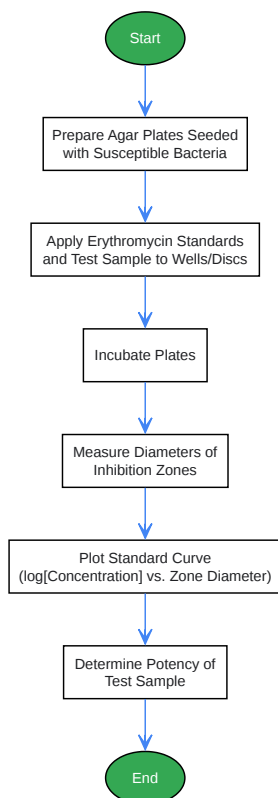 Start
Prepare Agar Plates Seeded
with Susceptible Bacteria
Apply Erythromycin Standards
and Test Sample to Wells/Discs
Incubate Plates
Measure Diameters of
Inhibition Zones
Plot Standard Curve
(log[Concentration] vs. Zone Diameter)
Determine Potency of
Test Sample
End